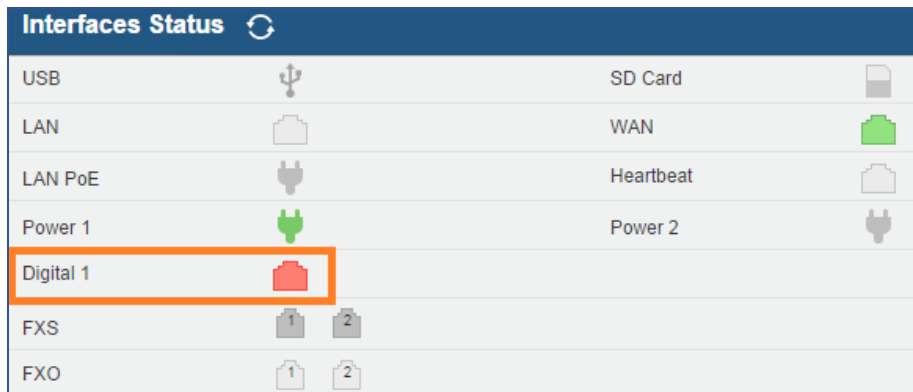 Interfaces Status
USB SD Card
LAN WAN
LAN PoE Heartbeat
Power 1 Power 2
Digital 1
FXS 1 2
FXO 1 2